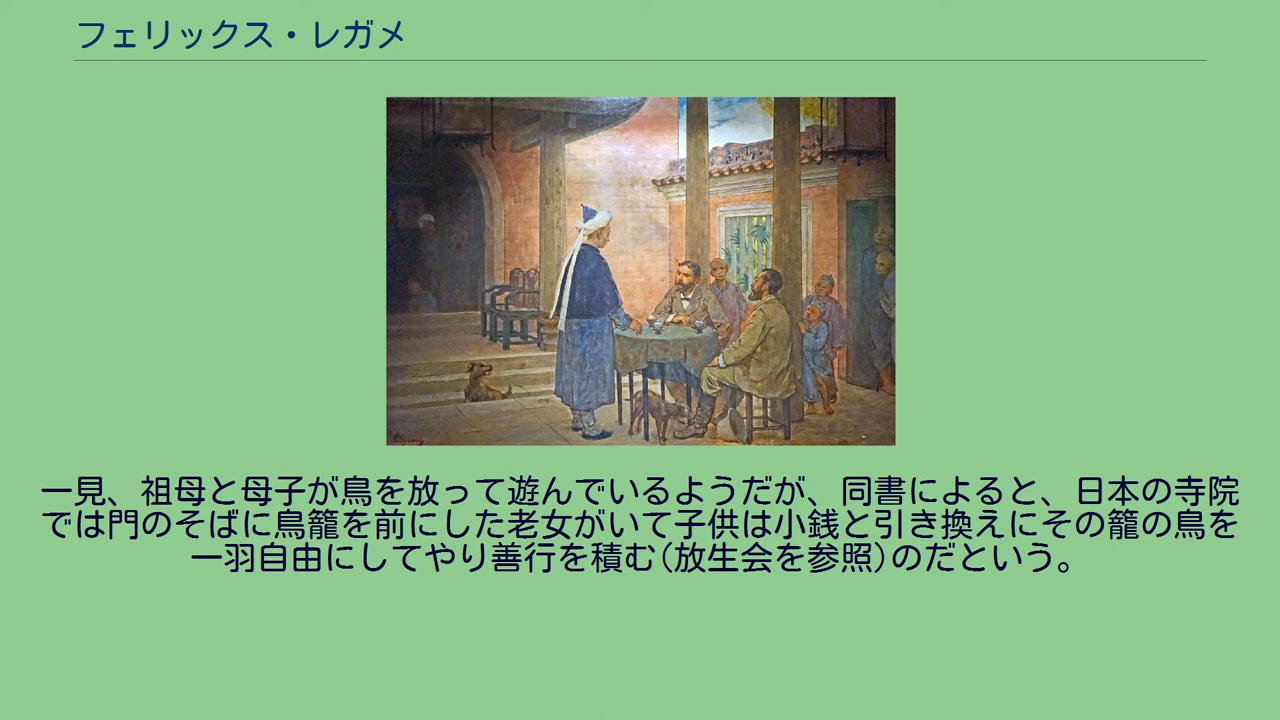 フェリックス・レガメ
一見、祖母と母子が鳥を放って遊んでいるようだが、同書によると、日本の寺院
では門のそばに鳥籠を前にした老女がいて子供は小銭と引き換えにその籠の鳥を
一羽自由にしてやり善行を積む(放生会を参照)のだという。